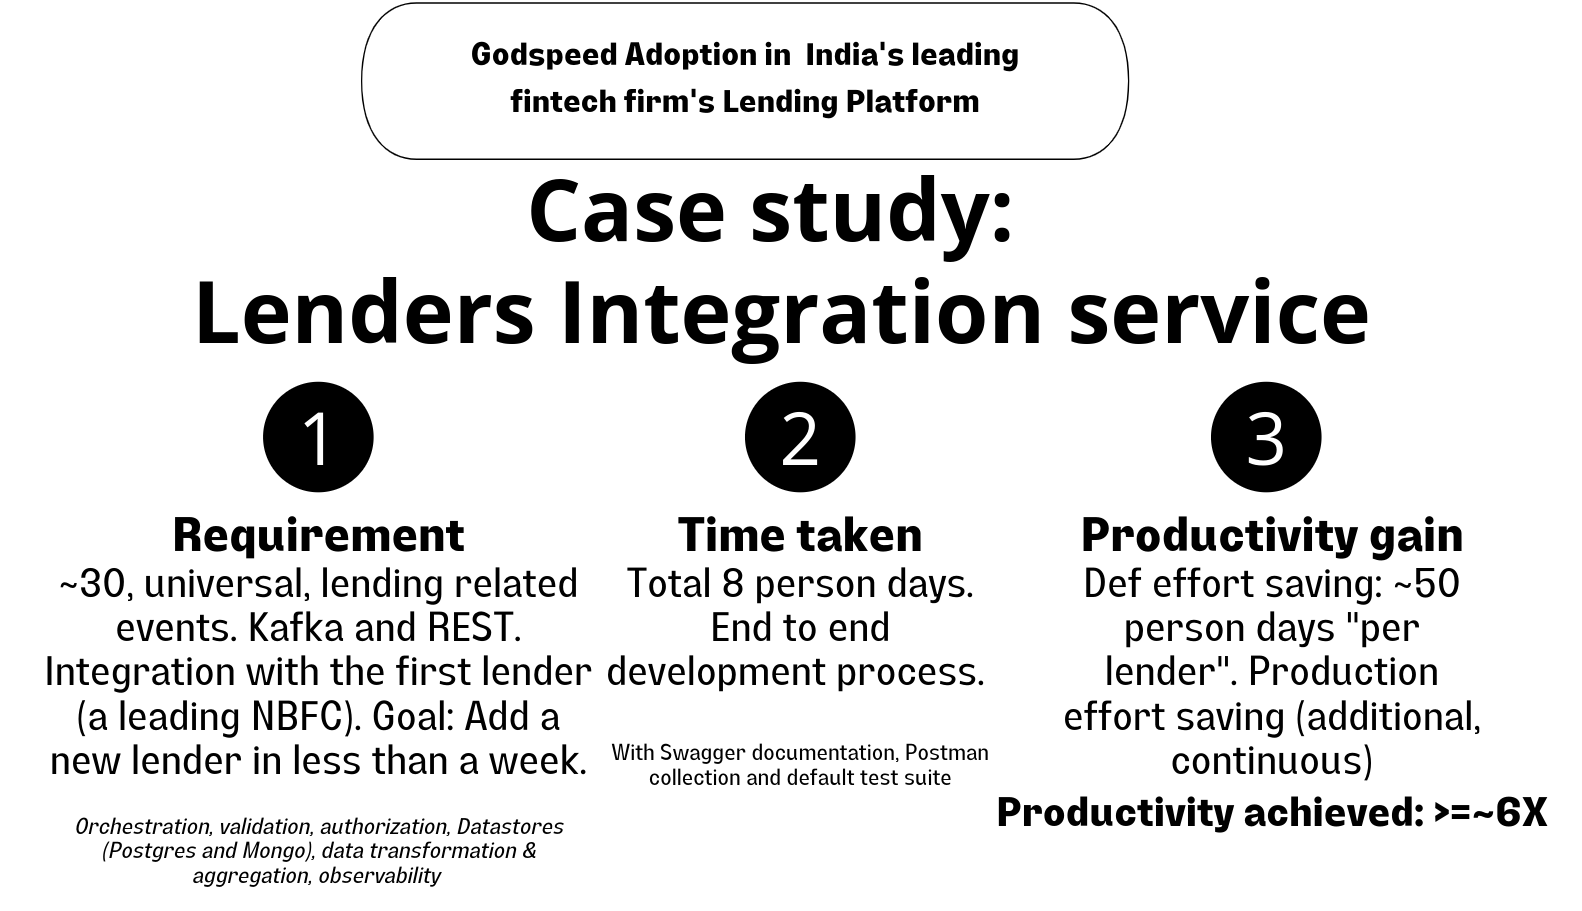 Godspeed Adoption in  India's leading
fintech firm's Lending Platform
Case study:
Lenders Integration service
1
2
3
Requirement
~30, universal, lending related
events. Kafka and REST.
Integration with the first lender
(a leading NBFC). Goal: Add a
new lender in less than a week.
Orchestration, validation, authorization, Datastores
(Postgres and Mongo), data transformation &
aggregation, observability
Time taken
Total 8 person days.
End to end
development process.
With Swagger documentation, Postman
collection and default test suite
Productivity gain
Def effort saving: ~50
person days "per
lender". Production
effort saving (additional,
continuous)
Productivity achieved: >=~6X